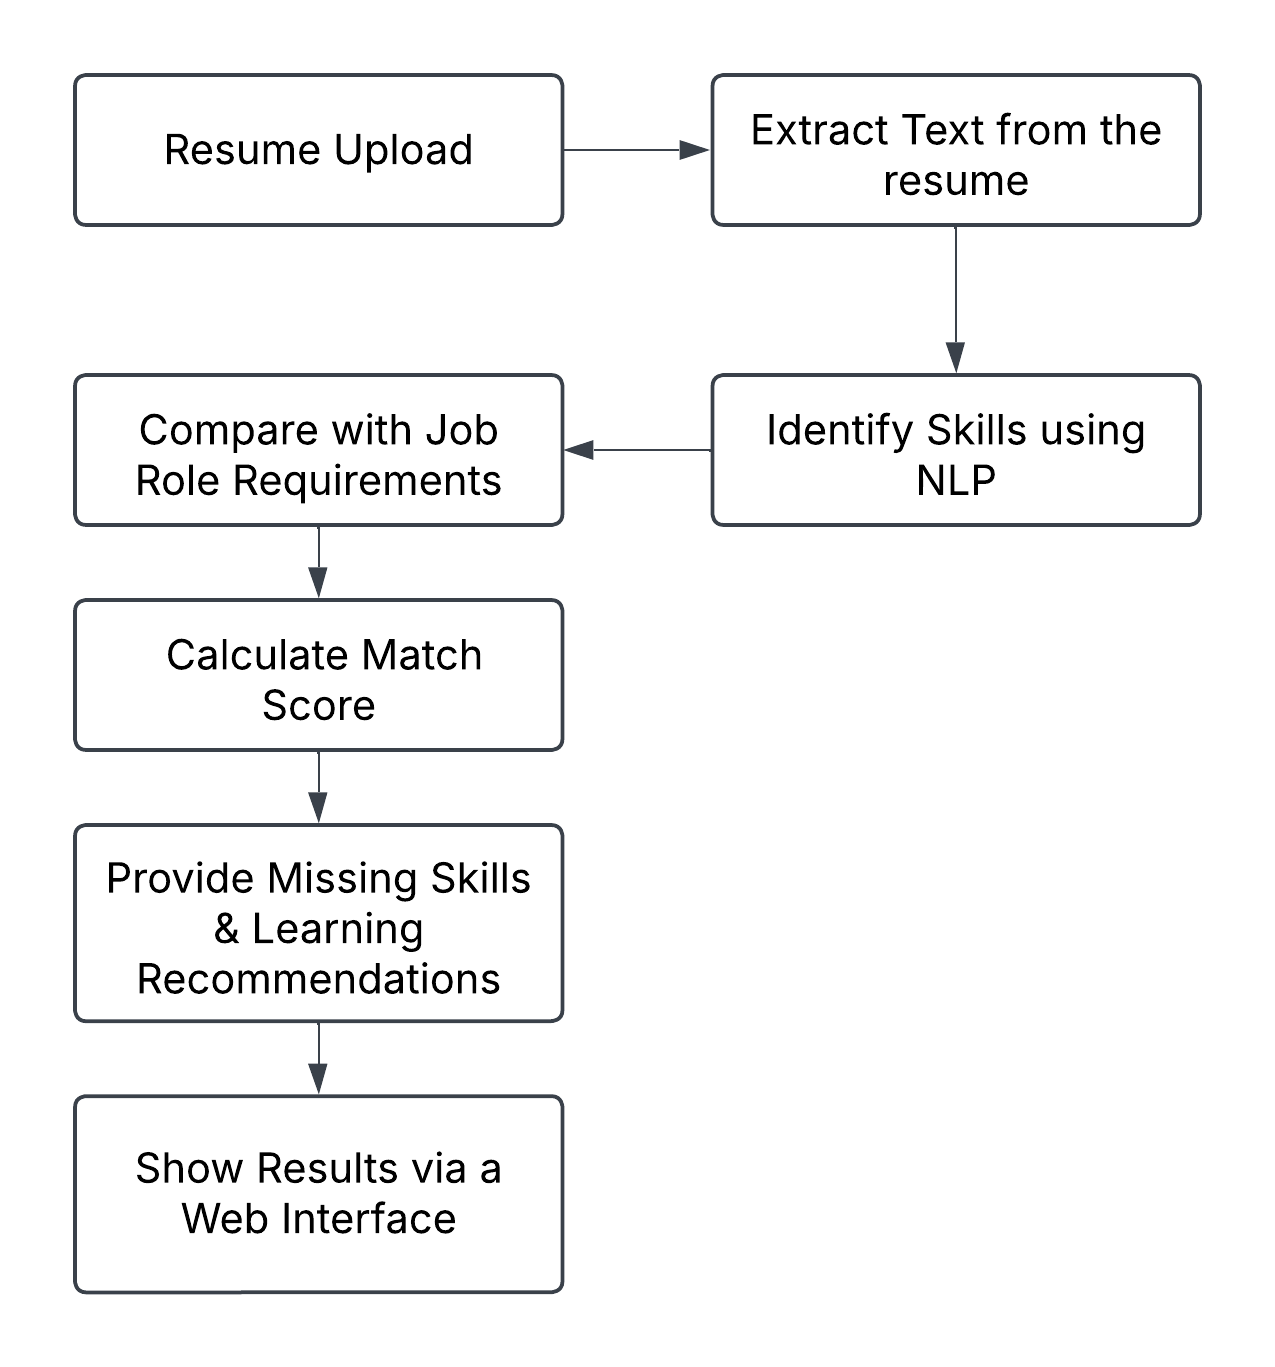 Resume Upload
Extract Text from the
resume
Identify Skills using
NLP
Compare with Job
Role Requirements
Calculate Match
Score
Provide Missing Skills
& Learning
Recommendations
Show Results via a
Web Interface